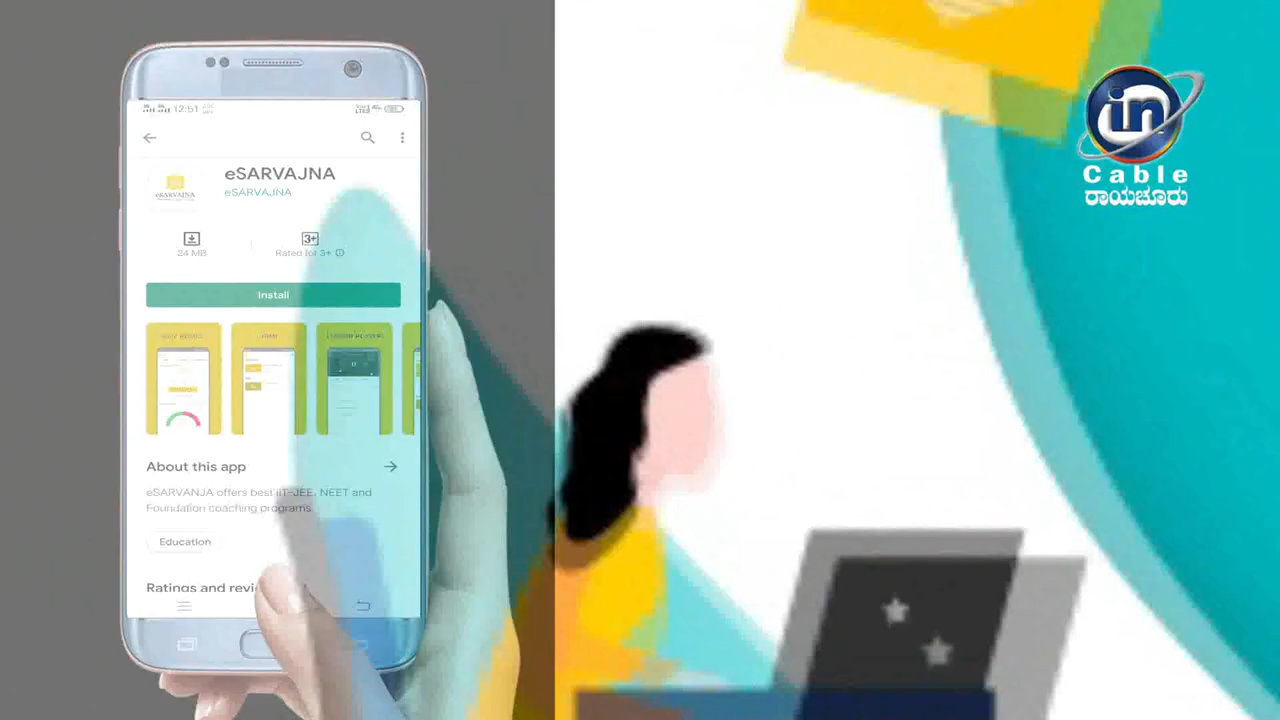 12:51
eSARVAJNA
eSARVAJNA
eSARVAJNA
3+
24 MB
Rated for 3+
Install
About this app
eSARVANJA offers best IIT-JEE, NEET and
Foundation coaching programs
Education
Ratings and revi
in
Cable
ರಾಯಚೂರು